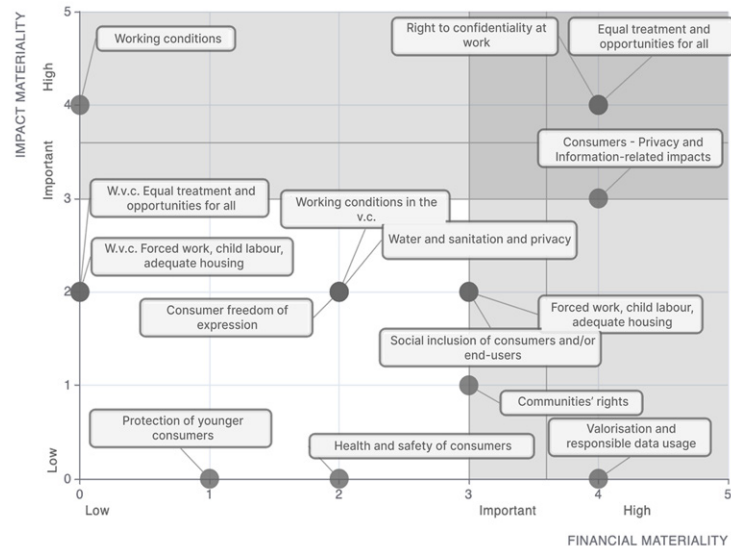 IMPACT MATERIALITY
High
Important
Low
5
4
3
2
1
0
Working conditions
Right to confidentiality at
work
Equal treatment and
opportunities for all
Consumers - Privacy and
Information-related impacts
W.v.c. Equal treatment and
opportunities for all
Working conditions in the
v.c.
Water and sanitation and privacy
W.v.c. Forced work, child labour,
adequate housing
Consumer freedom of
expression
Forced work, child labour,
adequate housing
Social inclusion of consumers and/or
end-users
Communities' rights
Protection of younger
consumers
Health and safety of consumers
Valorisation and
responsible data usage
0 1 2 3 4 5
Low Important High
FINANCIAL MATERIALITY